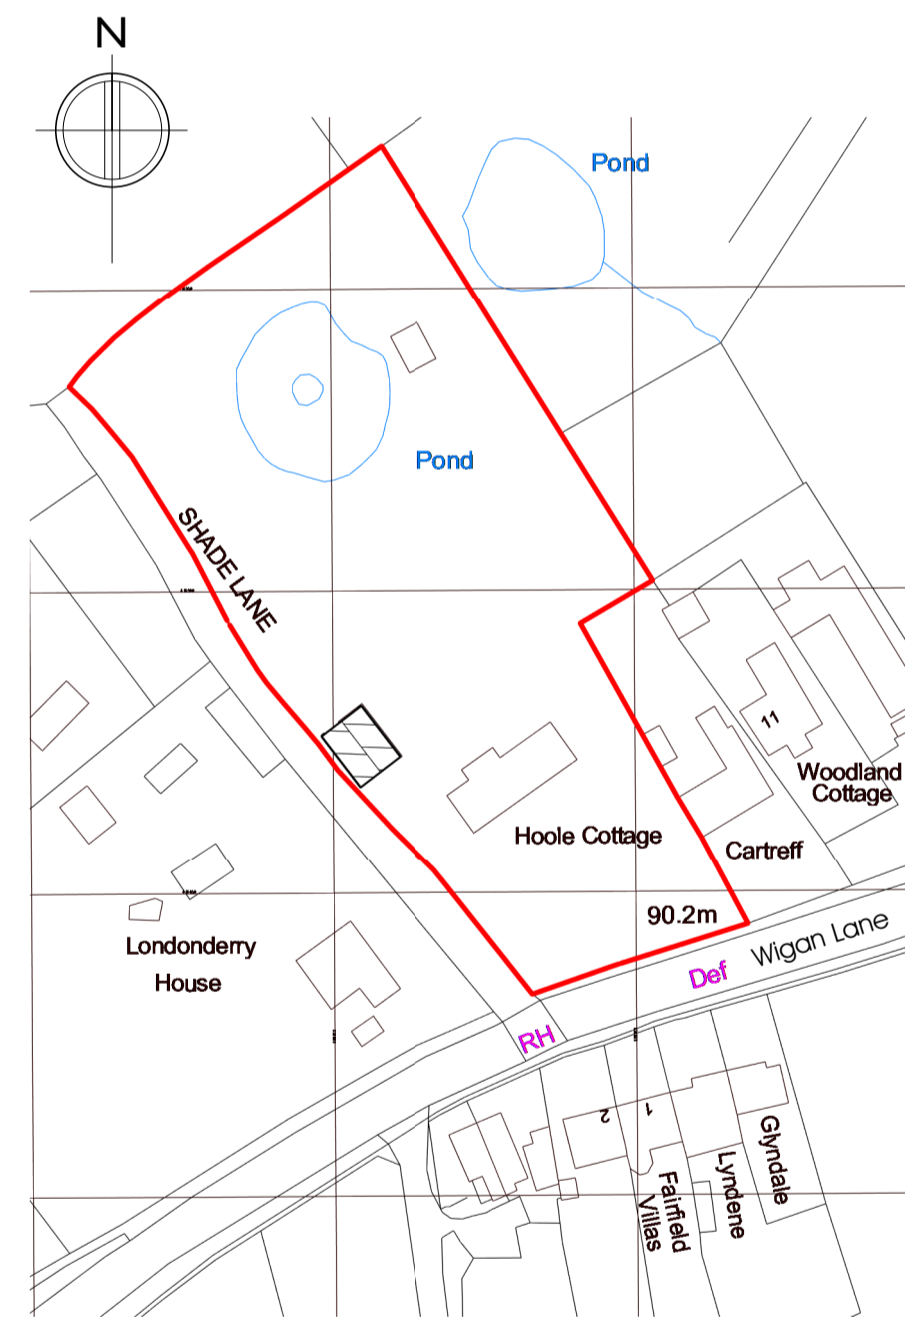 N
Pond
Pond
SHADE LANE
11
Woodland
Cottage
Hoole Cottage
Cartreff
90.2m
Wigan Lane
Def
Londonderry
House
RH
2
1
Glyndale
Lyndene
Fairfield
Villas